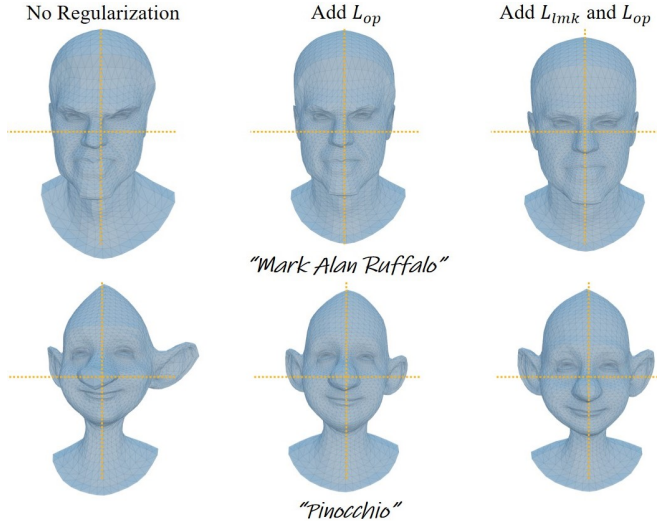 No Regularization Add L_op Add L_lmk and L_op
"Mark Alan Ruffalo"
"Pinocchio"